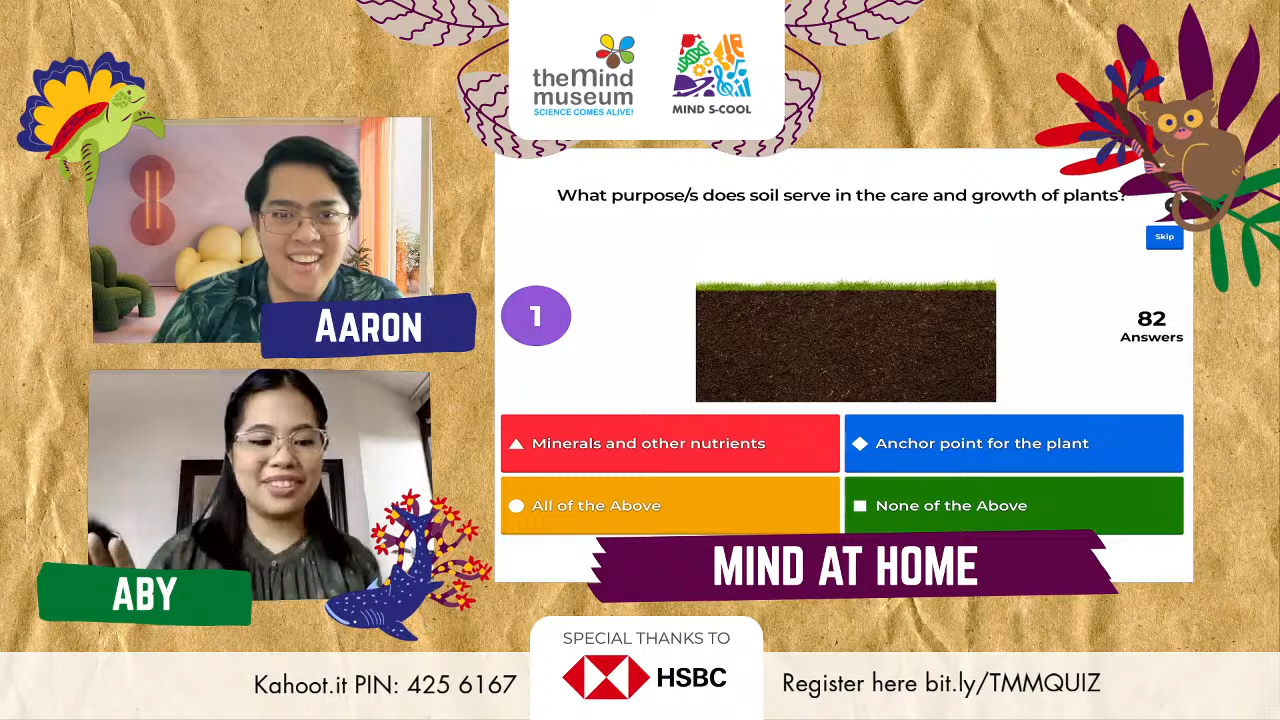 the mind
museum
SCIENCE COMES ALIVE!
MIND S-COOL
What purpose/s does soil serve in the care and growth of plants?
Skip
1
82
Answers
Minerals and other nutrients
Anchor point for the plant
All of the Above
None of the Above
AARON
ABY
MIND AT HOME
Kahoot.it PIN: 425 6167
SPECIAL THANKS TO
HSBC
Register here bit.ly/TMMQUIZ